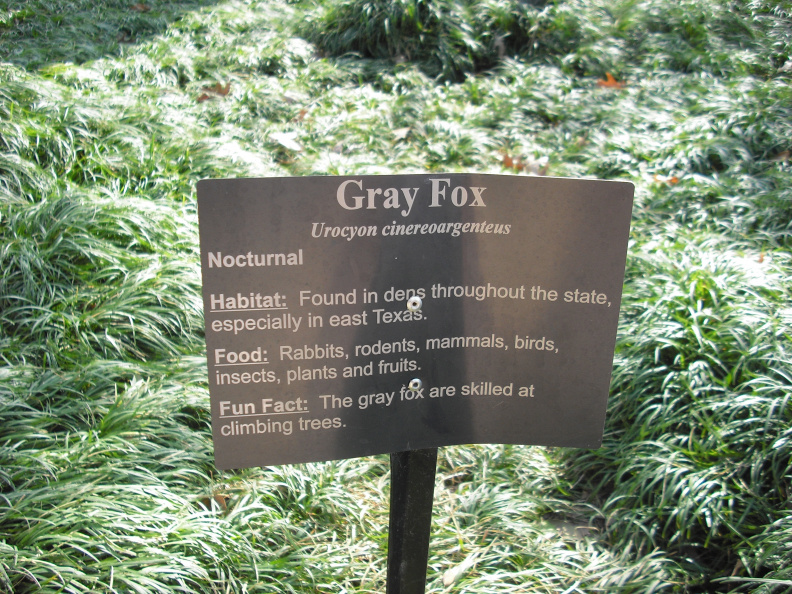 Gray Fox
Urocyon cinereoargenteus
Nocturnal
Habitat: Found in dens throughout the state,
especially in east Texas.
Food: Rabbits, rodents, mammals, birds,
insects, plants and fruits.
Fun Fact: The gray fox are skilled at
climbing trees.